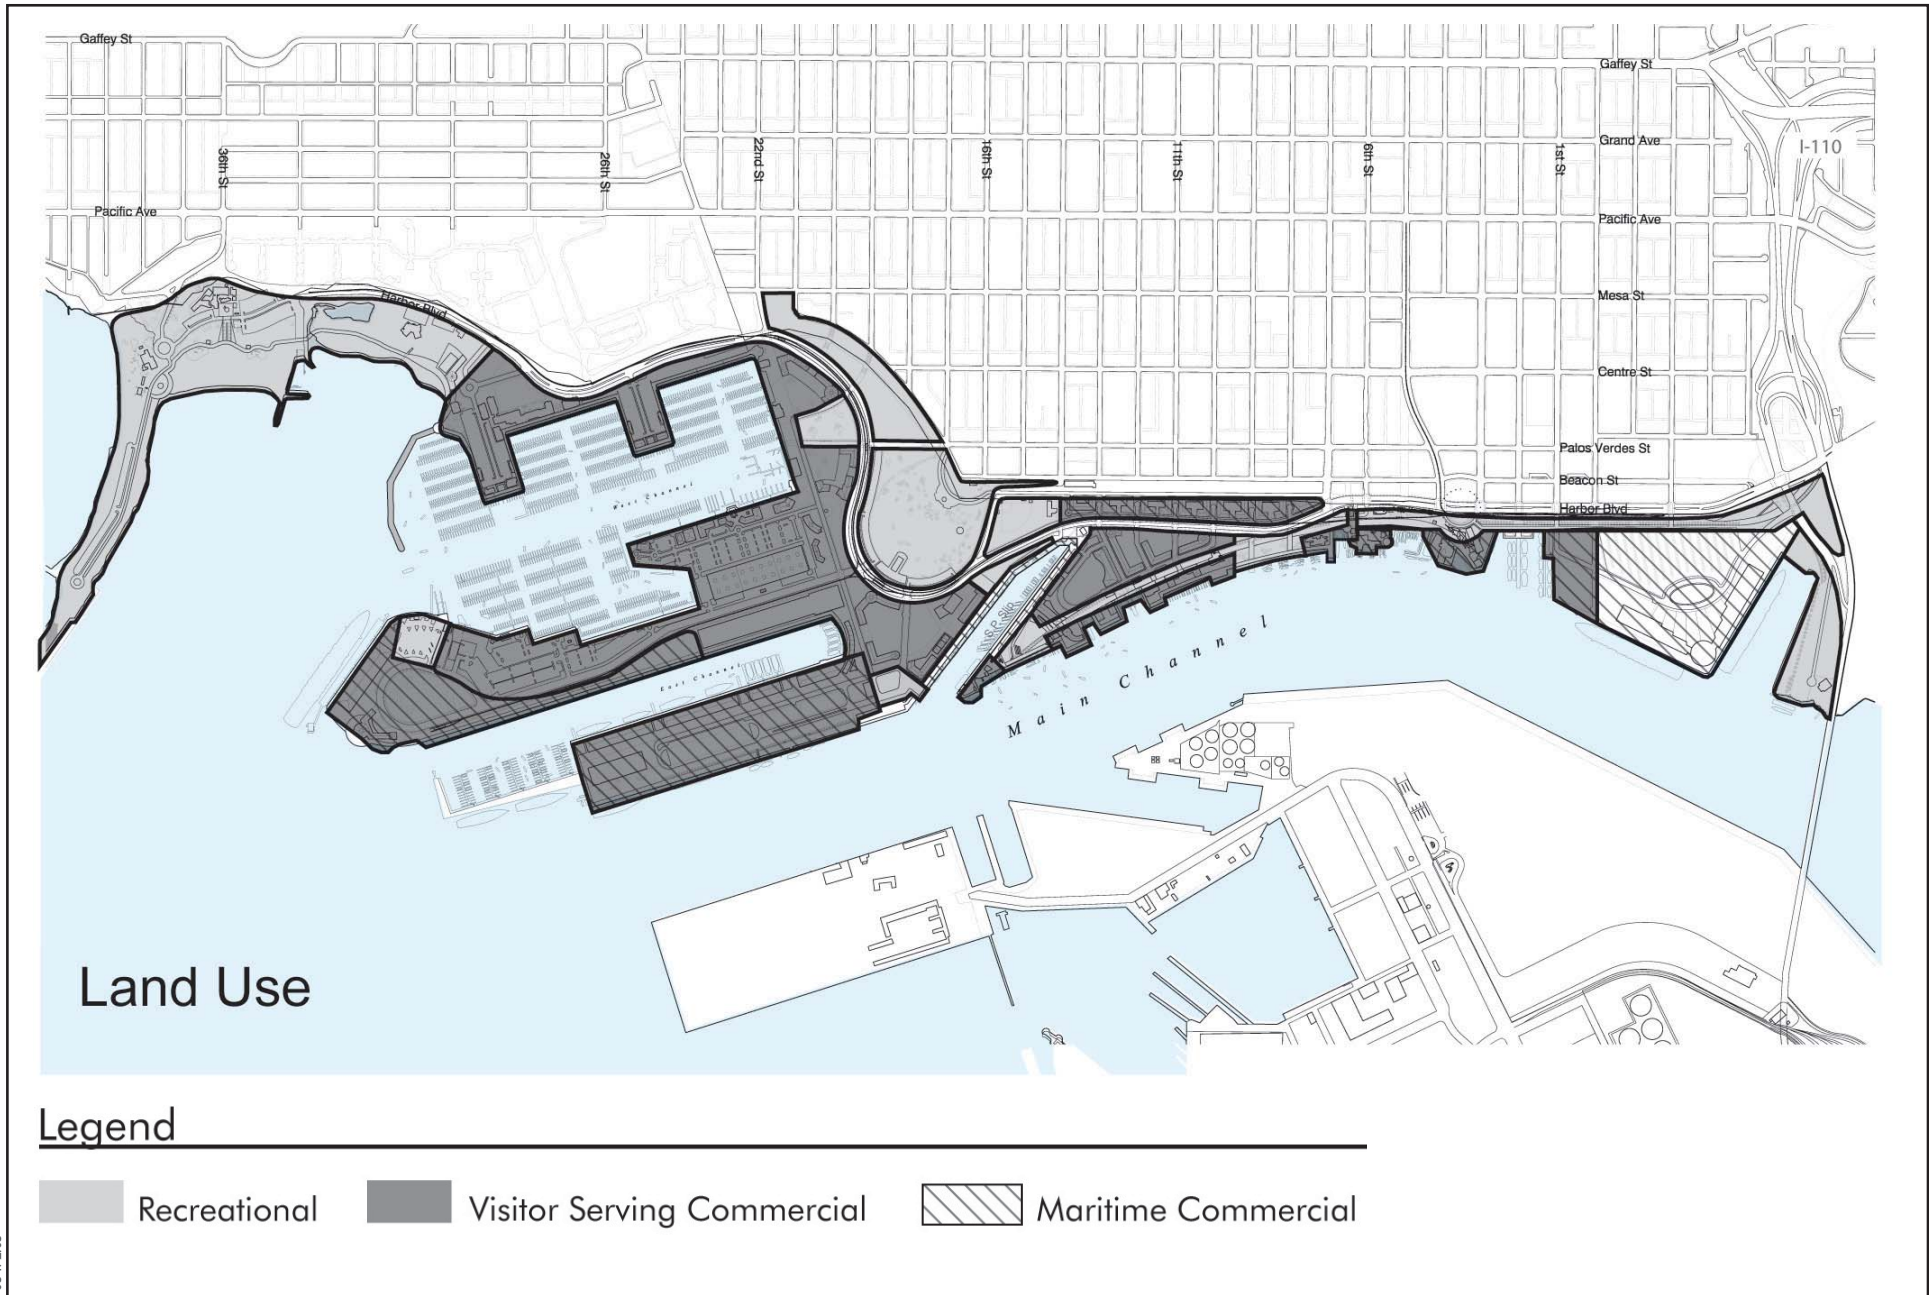 Gaffey St
Gaffey St
Grand Ave
I-110
36th St
26th St
22nd St
16th St
11th St
6th St
1st St
Pacific Ave
Pacific Ave
Mesa St
Harbor Blvd
Centre St
Palos Verdes St
Beacon St
Harbor Blvd
West Channel
S.P. Slip
East Channel
Main Channel
Land Use
Legend
Recreational
Visitor Serving Commercial
Maritime Commercial